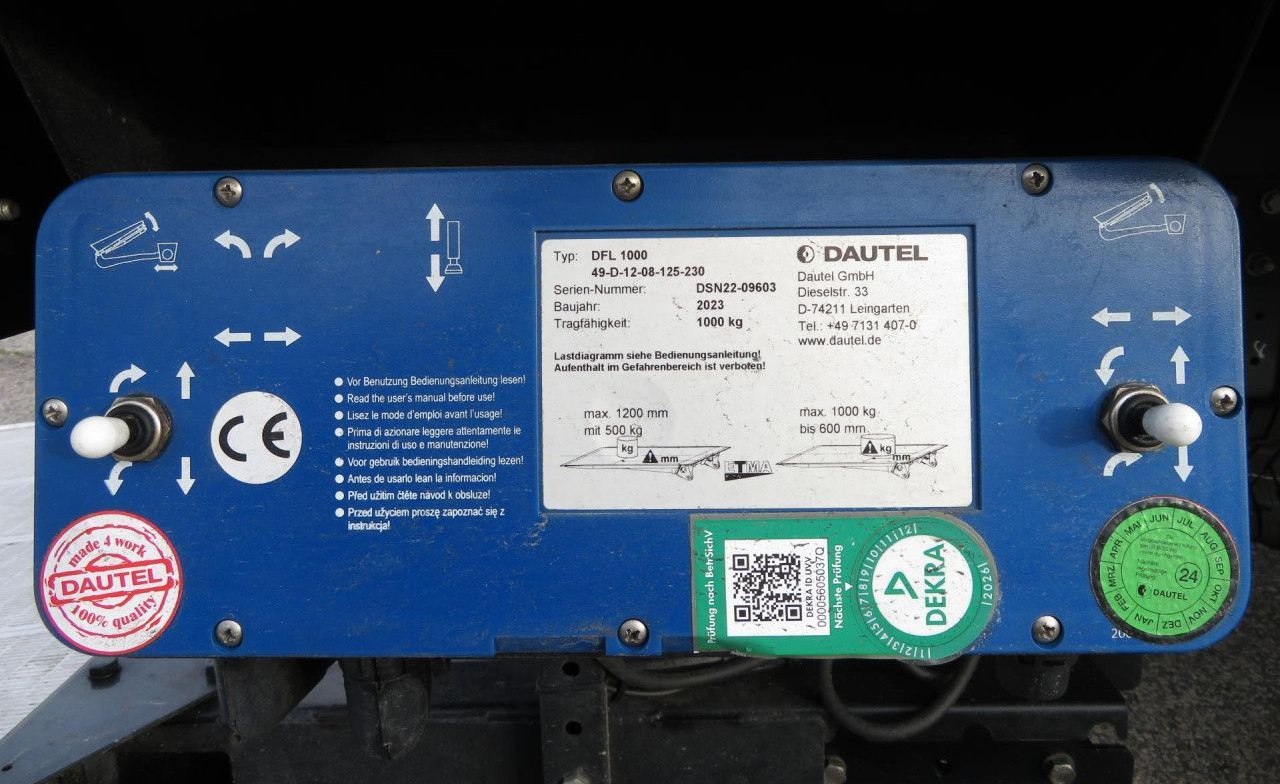 Typ: DFL 1000
49-D-12-08-125-230
Serien-Nummer: DSN22-09603
Baujahr: 2023
Tragfähigkeit: 1000 kg
Lastdiagramm siehe Bedienungsanleitung!
Aufenthalt im Gefahrenbereich ist verboten!
DAUTEL
Dautel GmbH
Dieselstr. 33
D-74211 Leingarten
Tel.: +49 7131 407-0
www.dautel.de
max. 1200 mm
mit 500 kg
kg
mm
ETMA
max. 1000 kg
bis 600 mm
kg
mm
Vor Benutzung Bedienungsanleitung lesen!
Read the user's manual before use!
Lisez le mode d'emploi avant l'usage!
Prima di azionare leggere attentamente ie
instruzioni di uso e manutenzione!
Voor gebruik bedieningshandleiding lezen!
Antes de usarlo lean la informacion!
Před užitim čtěte návod k obsluze!
Przed użyciem proszę zapoznać się z
instrukcja!
CE
made 4 work
DAUTEL
100% quality
Prüfung nach BetrSichV
DEKRA ID UVV
00005605037Q
Nächste Prüfung
1|2|3|4|5|6|7|8|9|10|11|12
2026
DEKRA
JAN FEB MRZ APR MAI JUN JUL AUG SEP OKT NOV DEZ
24
DAUTEL